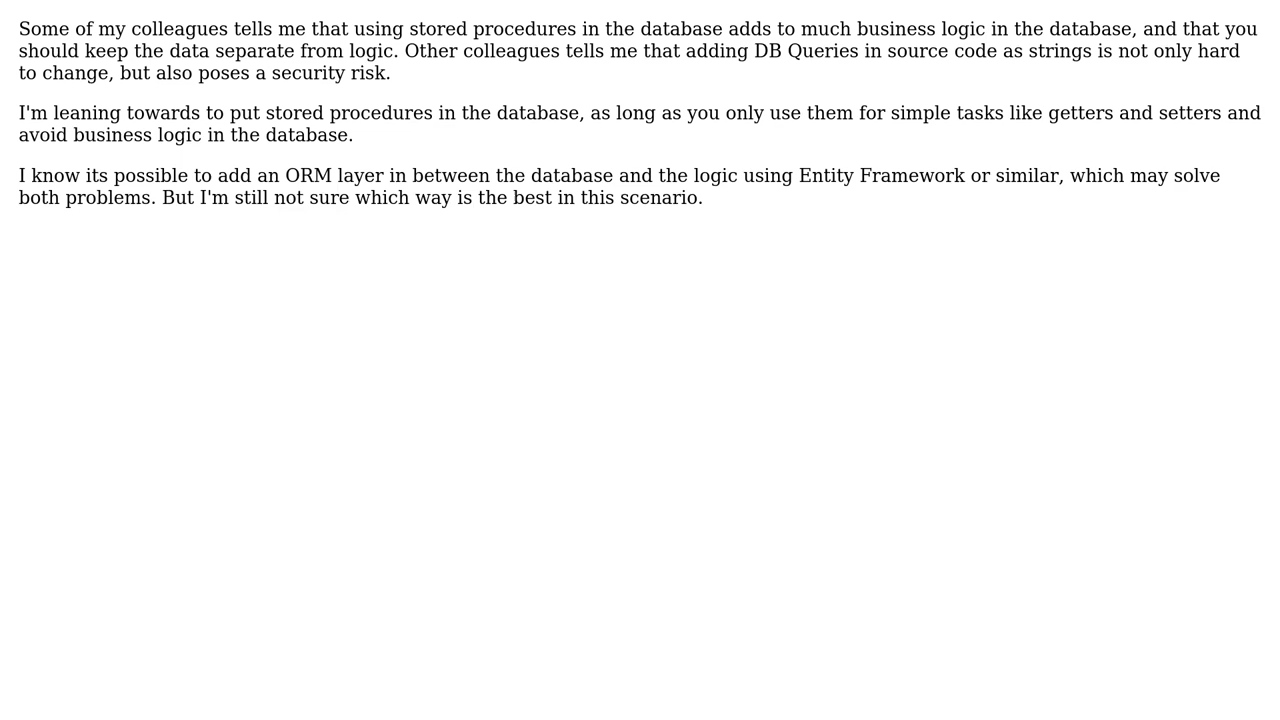 Some of my colleagues tells me that using stored procedures in the database adds to much business logic in the database, and that you
should keep the data separate from logic. Other colleagues tells me that adding DB Queries in source code as strings is not only hard
to change, but also poses a security risk.
I'm leaning towards to put stored procedures in the database, as long as you only use them for simple tasks like getters and setters and
avoid business logic in the database.
I know its possible to add an ORM layer in between the database and the logic using Entity Framework or similar, which may solve
both problems. But I'm still not sure which way is the best in this scenario.